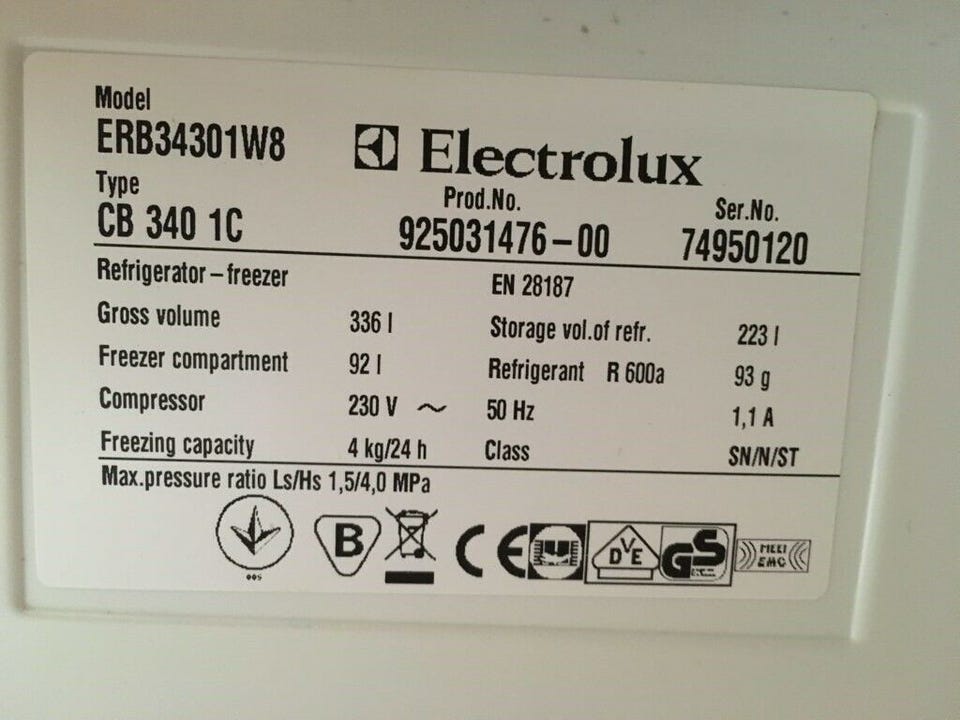 Model
ERB34301W8
Electrolux
Type
CB 340 1C
Prod.No.
925031476-00
Ser.No.
74950120
Refrigerator-freezer
EN 28187
Gross volume 336 l
Storage vol.of refr. 223 l
Freezer compartment 92 l
Refrigerant R 600a 93 g
Compressor 230 V ~
50 Hz 1,1 A
Freezing capacity 4 kg/24 h
Class SN/N/ST
Max.pressure ratio Ls/Hs 1,5/4,0 MPa
005
B
CE
DVE
GS
EMC